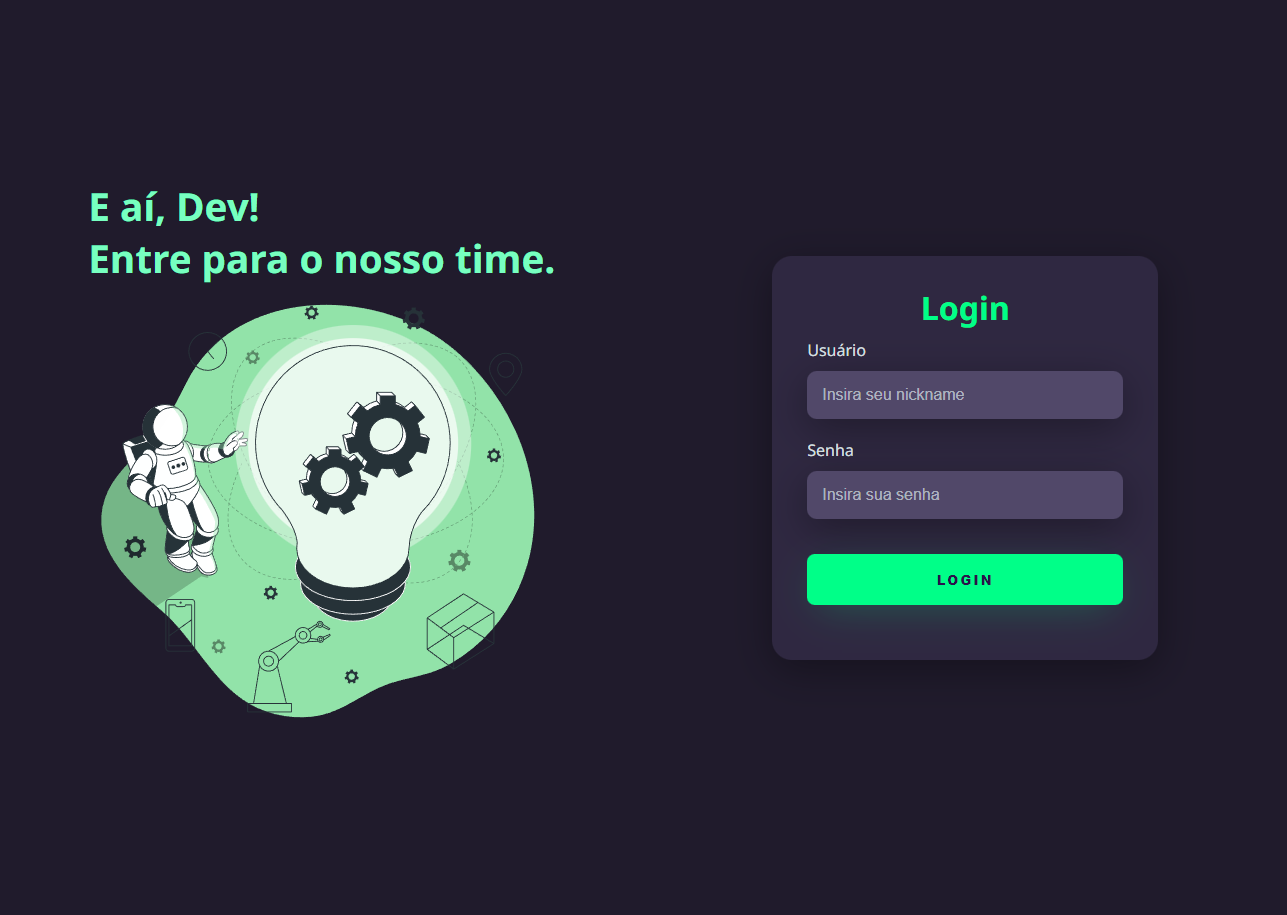 E aí, Dev!
Entre para o nosso time.
Login
Usuário
Insira seu nickname
Senha
Insira sua senha
LOGIN